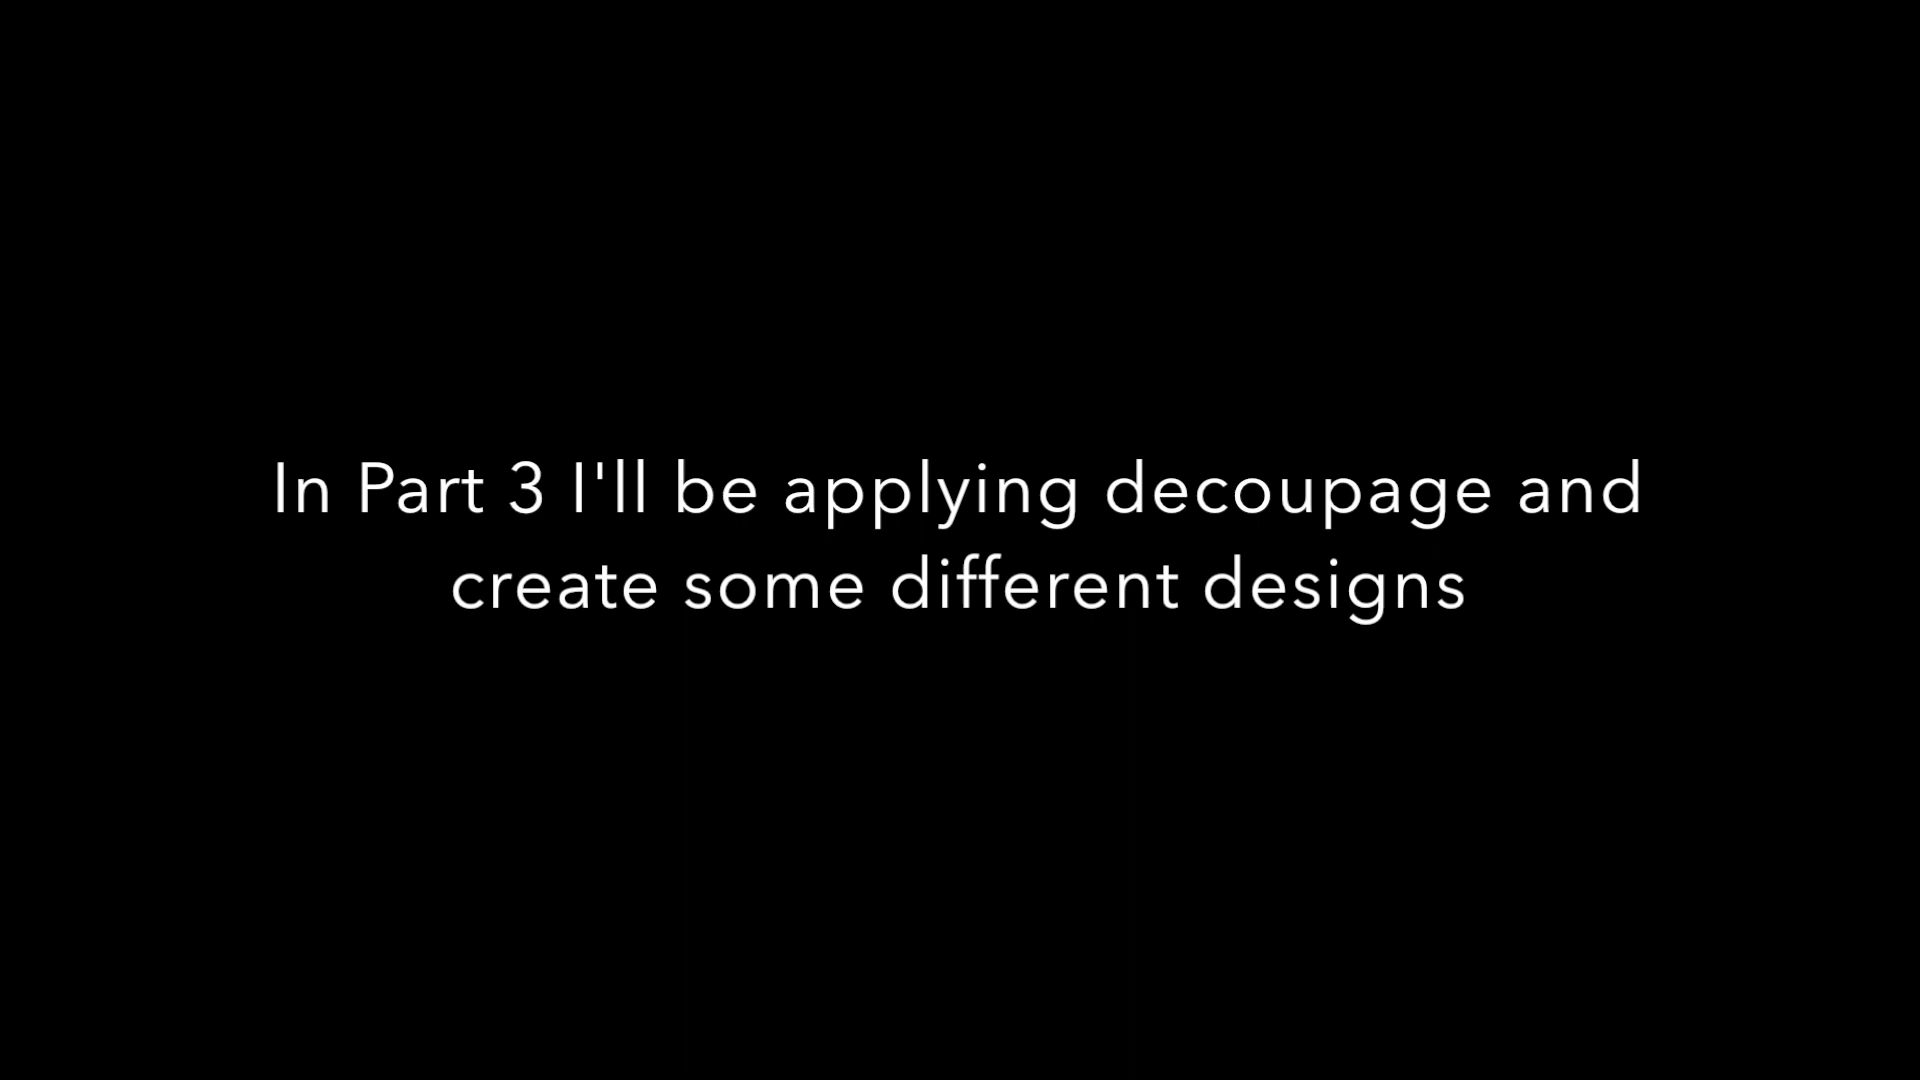 In Part 3 I'll be applying decoupage and
create some different designs